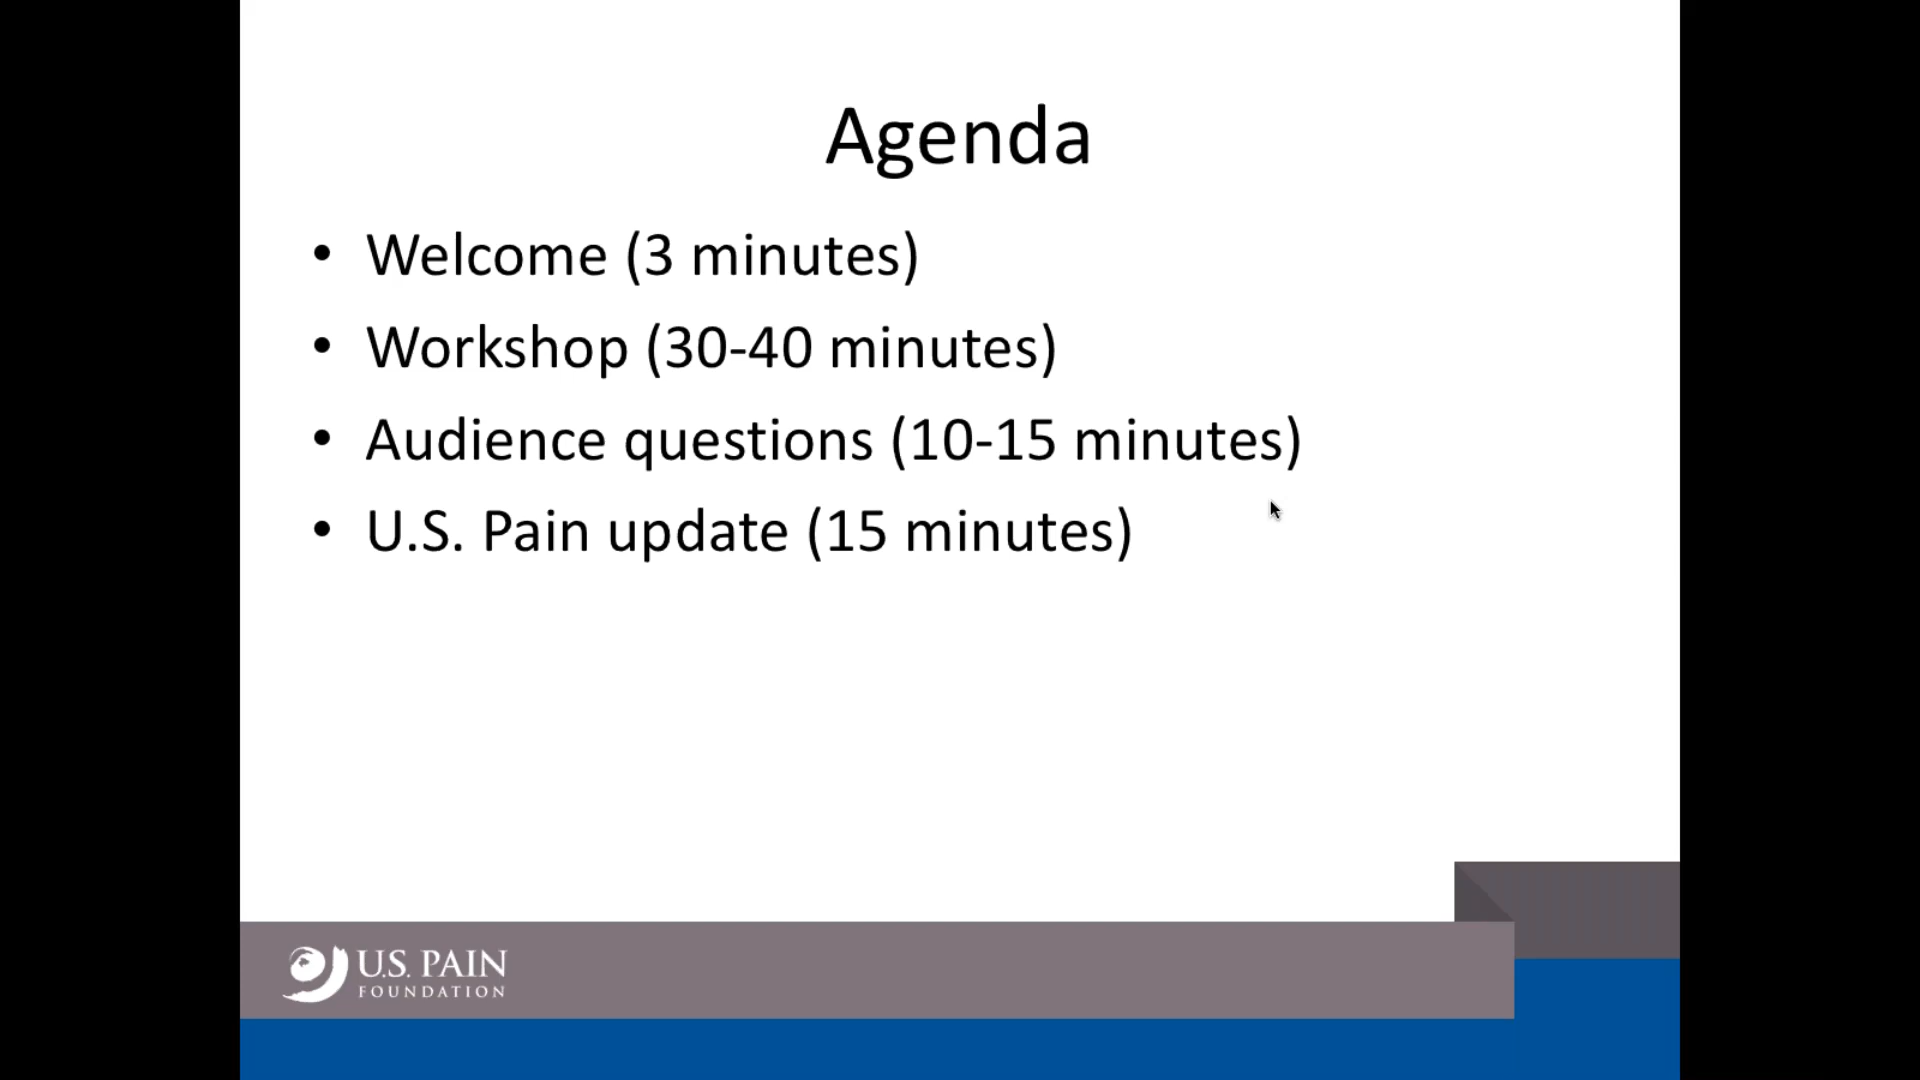 Agenda
• Welcome (3 minutes)
• Workshop (30-40 minutes)
• Audience questions (10-15 minutes)
• U.S. Pain update (15 minutes)
U.S. PAIN
FOUNDATION